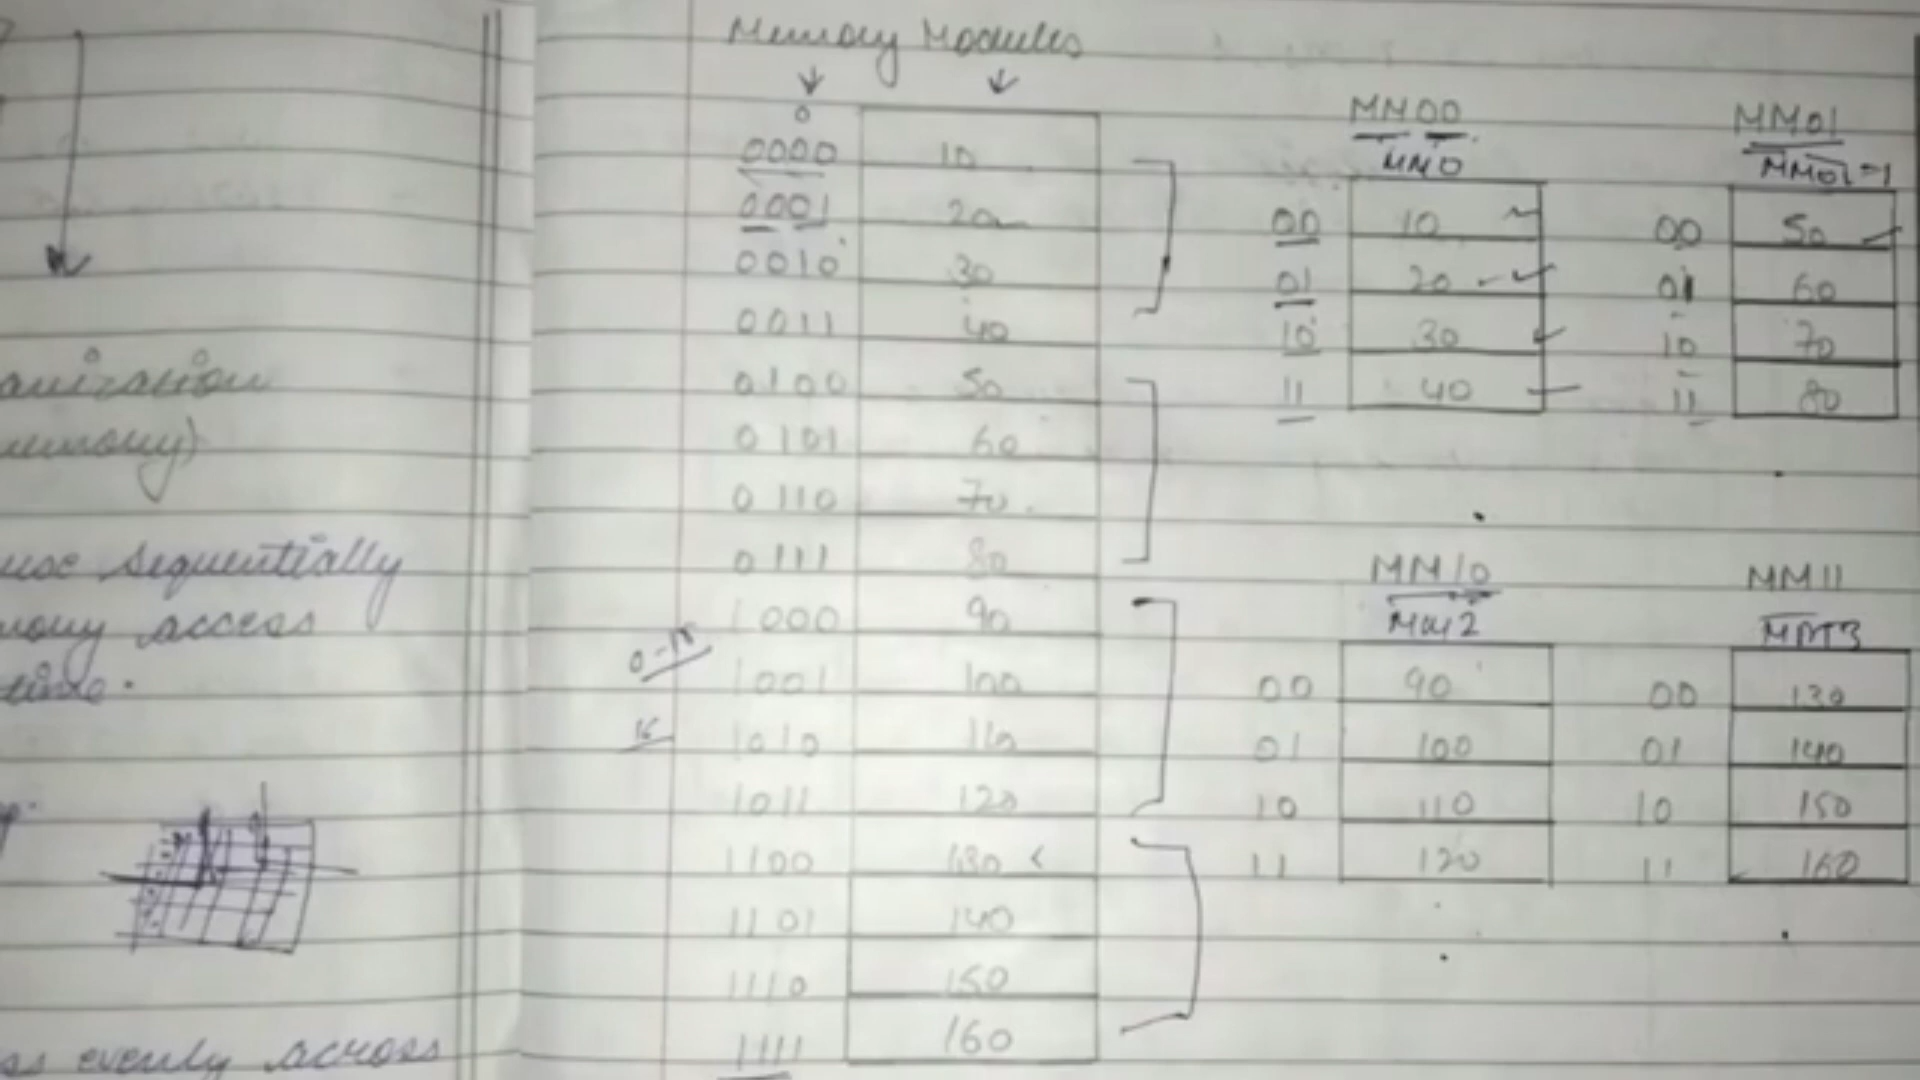 Memory Modules
0
0000 10
0001 20
0010 30
0011 40
0100 50
0101 60
0110 70
0111 80
1000 90
1001 100
1010 110
1011 120
1100 130
1101 140
1110 150
1111 160
16
MM00
MM0
00 10
01 20
10 30
11 40
MM01
00 50
01 60
10 70
11 80
MM10
MM2
00 90
01 100
10 110
11 120
MM11
MM3
00 130
01 140
10 150
11 160
anization
sequentially
access
evenly across